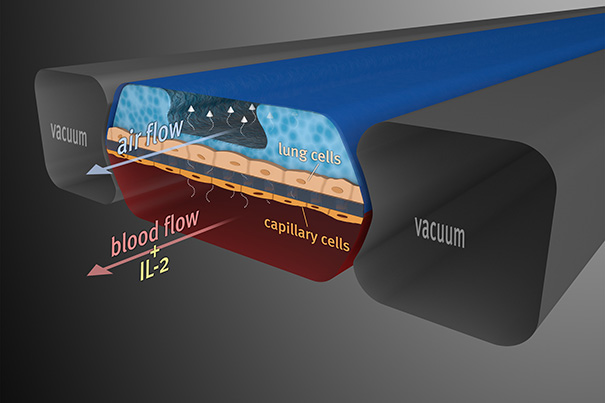 vacuum
air flow
lung cells
capillary cells
blood flow
+
IL-2
vacuum